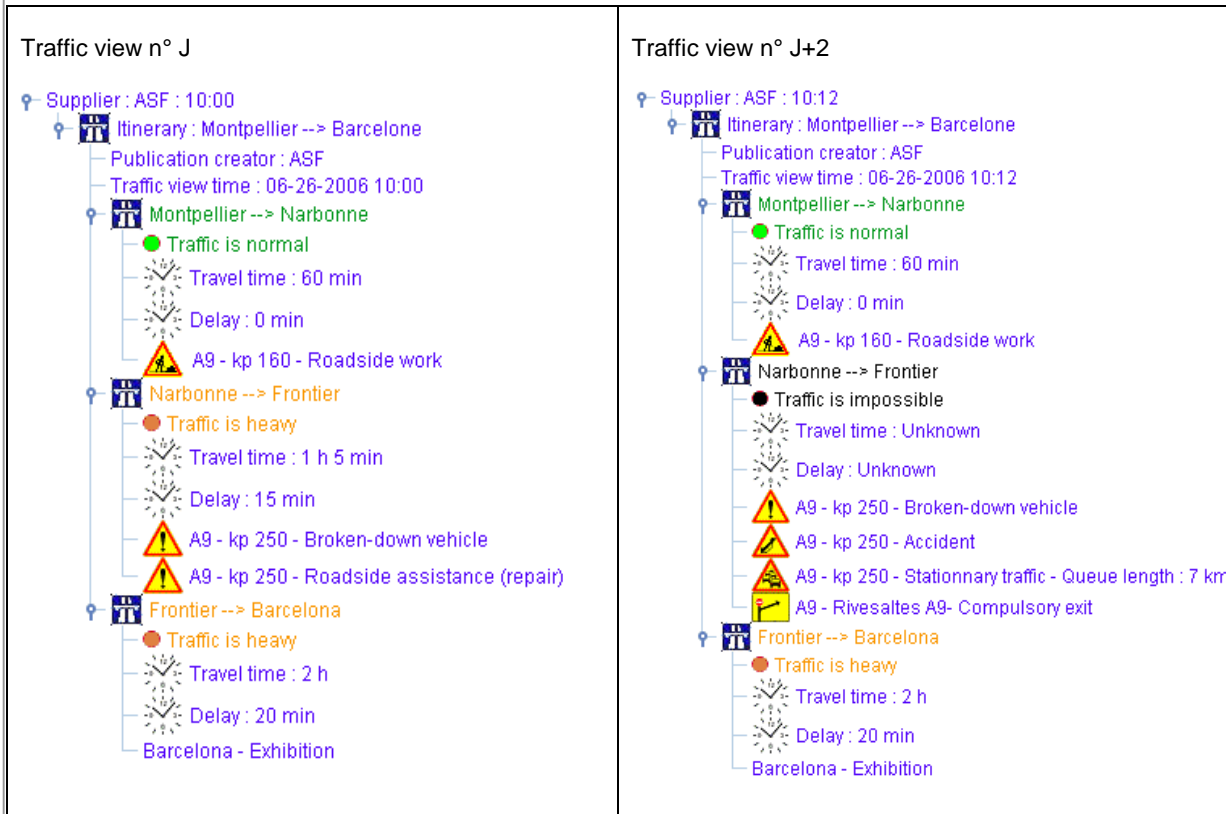 Traffic view n° J
Supplier : ASF : 10:00
Itinerary : Montpellier --> Barcelone
Publication creator : ASF
Traffic view time : 06-26-2006 10:00
Montpellier --> Narbonne
Traffic is normal
Travel time : 60 min
Delay : 0 min
A9 - kp 160 - Roadside work
Narbonne --> Frontier
Traffic is heavy
Travel time : 1 h 5 min
Delay : 15 min
A9 - kp 250 - Broken-down vehicle
A9 - kp 250 - Roadside assistance (repair)
Frontier --> Barcelona
Traffic is heavy
Travel time : 2 h
Delay : 20 min
Barcelona - Exhibition
Traffic view n° J+2
Supplier : ASF : 10:12
Itinerary : Montpellier --> Barcelone
Publication creator : ASF
Traffic view time : 06-26-2006 10:12
Montpellier --> Narbonne
Traffic is normal
Travel time : 60 min
Delay : 0 min
A9 - kp 160 - Roadside work
Narbonne --> Frontier
Traffic is impossible
Travel time : Unknown
Delay : Unknown
A9 - kp 250 - Broken-down vehicle
A9 - kp 250 - Accident
A9 - kp 250 - Stationnary traffic - Queue length : 7 km
A9 - Rivesaltes A9- Compulsory exit
Frontier --> Barcelona
Traffic is heavy
Travel time : 2 h
Delay : 20 min
Barcelona - Exhibition